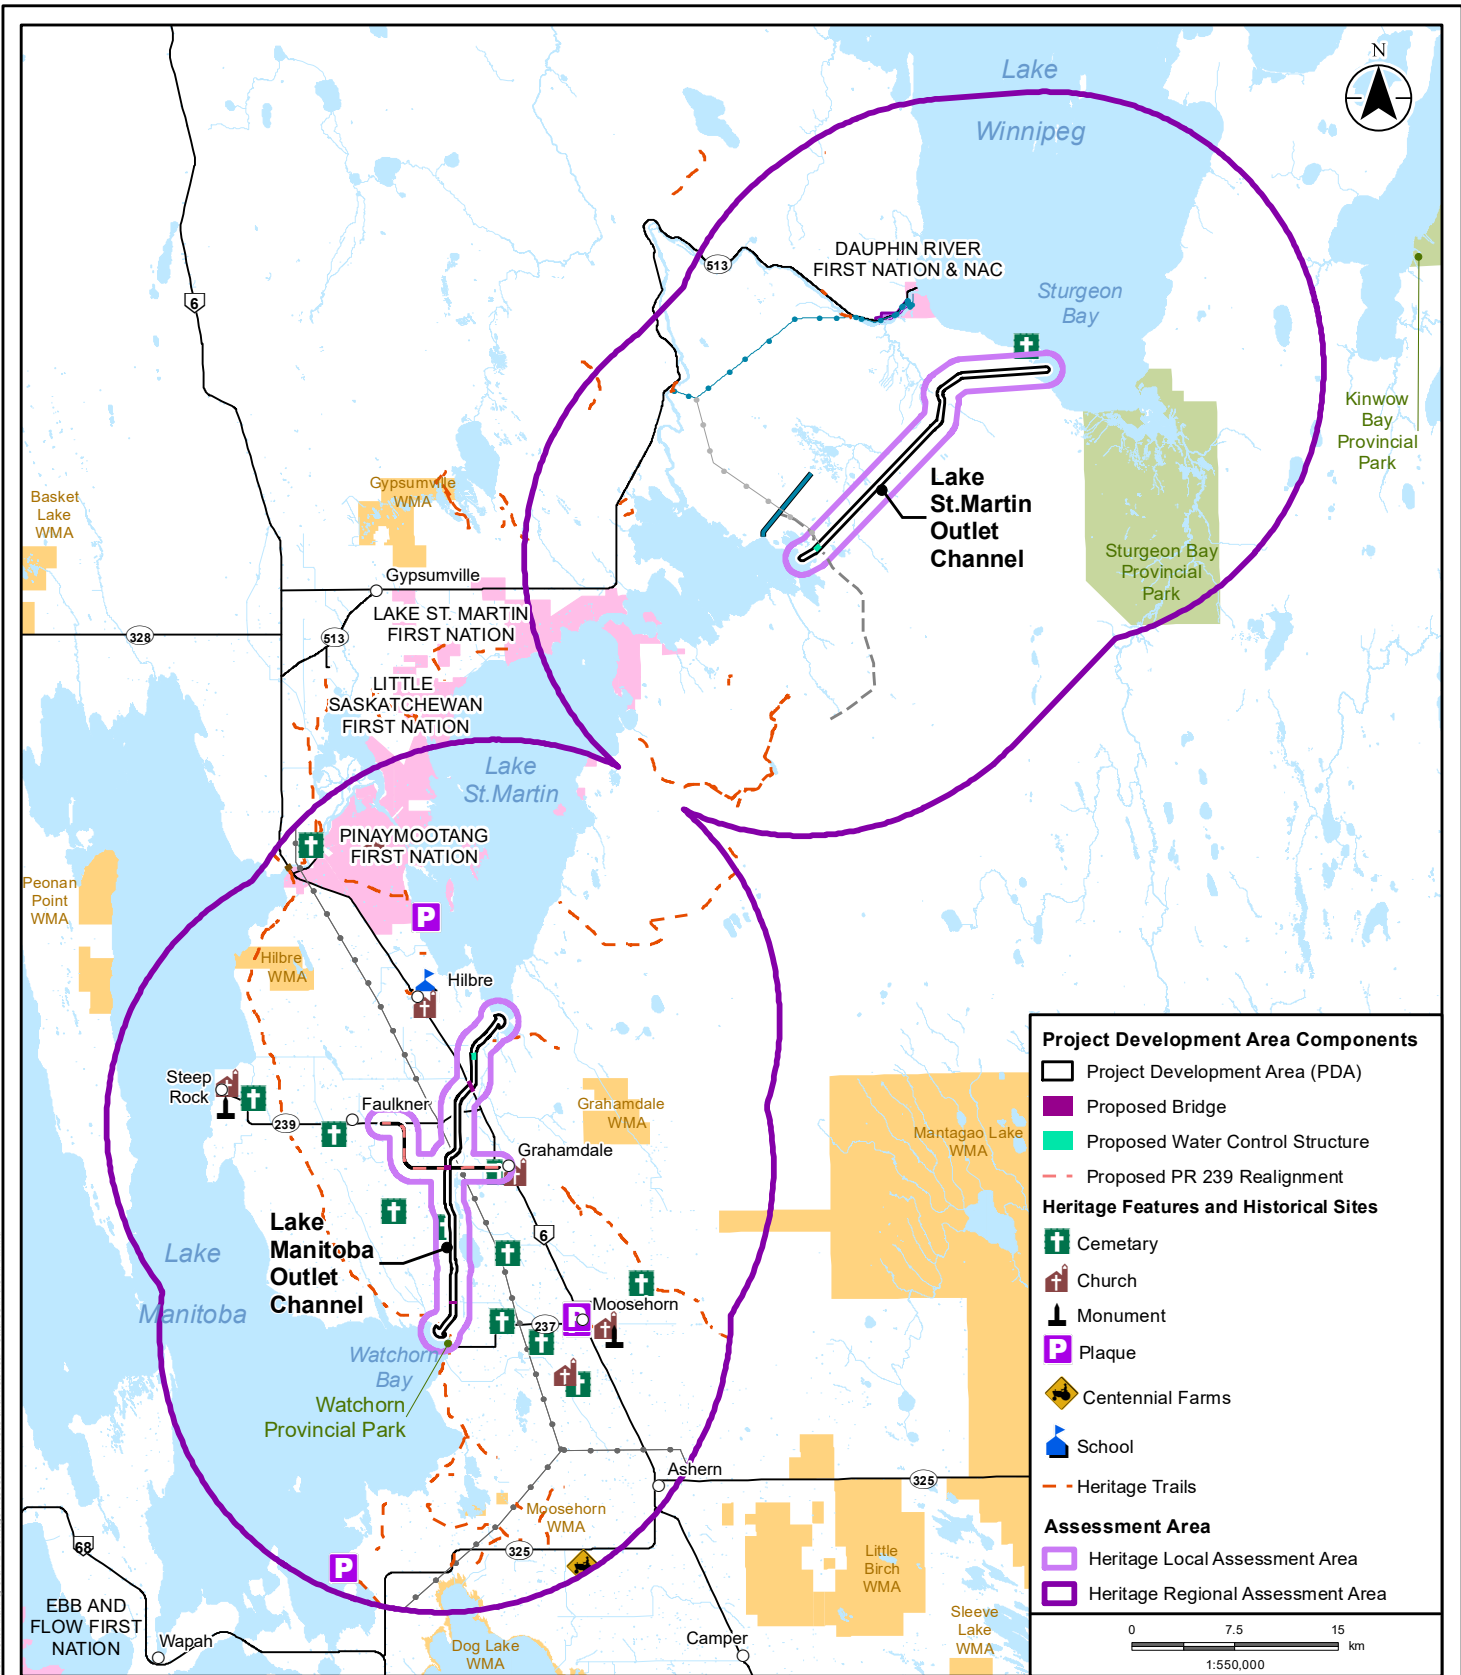 N
Lake
Winnipeg
DAUPHIN RIVER
FIRST NATION & NAC
513
Sturgeon
Bay
6
Kinwow
Bay
Provincial
Park
Basket
Lake
WMA
Gypsumville
WMA
Lake
St.Martin
Outlet
Channel
Sturgeon Bay
Provincial
Park
Gypsumville
LAKE ST. MARTIN
FIRST NATION
328
513
LITTLE
SASKATCHEWAN
FIRST NATION
Lake
St.Martin
PINAYMOOTANG
FIRST NATION
Peonan
Point
WMA
P
Hilbre
WMA
Hilbre
Steep
Rock
Faulkner
239
Grahamdale
WMA
Grahamdale
Mantagao Lake
WMA
Lake
Manitoba
Outlet
Channel
6
Lake
Manitoba
Moosehorn
P
237
Watchorn
Bay
Watchorn
Provincial Park
Ashern
325
Moosehorn
WMA
325
Little
Birch
WMA
68
P
EBB AND
FLOW FIRST
NATION
Wapah
Dog Lake
WMA
Camper
Sleeve
Lake
WMA
Project Development Area Components
Project Development Area (PDA)
Proposed Bridge
Proposed Water Control Structure
Proposed PR 239 Realignment
Heritage Features and Historical Sites
Cemetary
Church
Monument
P Plaque
Centennial Farms
School
Heritage Trails
Assessment Area
Heritage Local Assessment Area
Heritage Regional Assessment Area
0 7.5 15
km
1:550,000